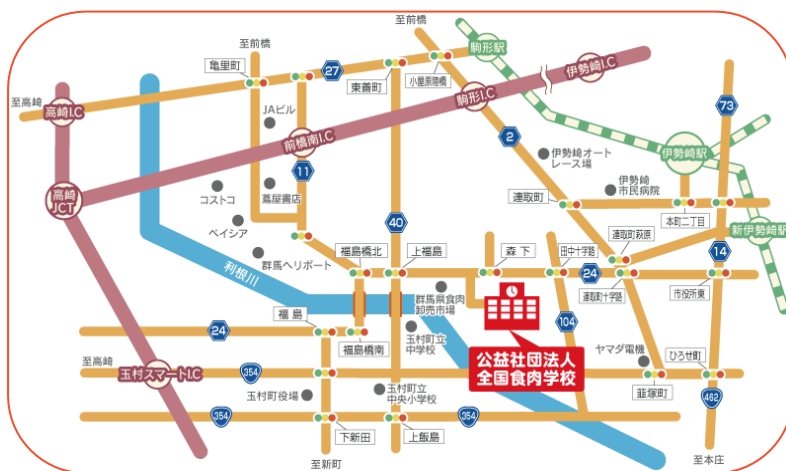 至前橋
至前橋
駒形駅
亀里町
27
東善町
小屋原陸橋
伊勢崎I.C
至高崎
高崎I.C
駒形I.C
73
JAビル
2
前橋南I.C
伊勢崎オート
レース場
伊勢崎駅
11
高崎
JCT
コストコ
蔦屋書店
伊勢崎
市民病院
連取町
本町二丁目
ベイシア
40
新伊勢崎駅
利根川
群馬ヘリポート
福島橋北
上福島
森下
田中十字路
連取町萩原
24
14
連取町十字路
市役所東
群馬県食肉
卸売市場
24
福島
福島橋南
玉村町立
中学校
104
公益社団法人
全国食肉学校
ヤマダ電機
ひろせ町
至高崎
玉村スマートI.C
354
354
韮塚町
玉村町役場
玉村町立
中央小学校
462
354
下新田
上飯島
354
至新町
至本庄